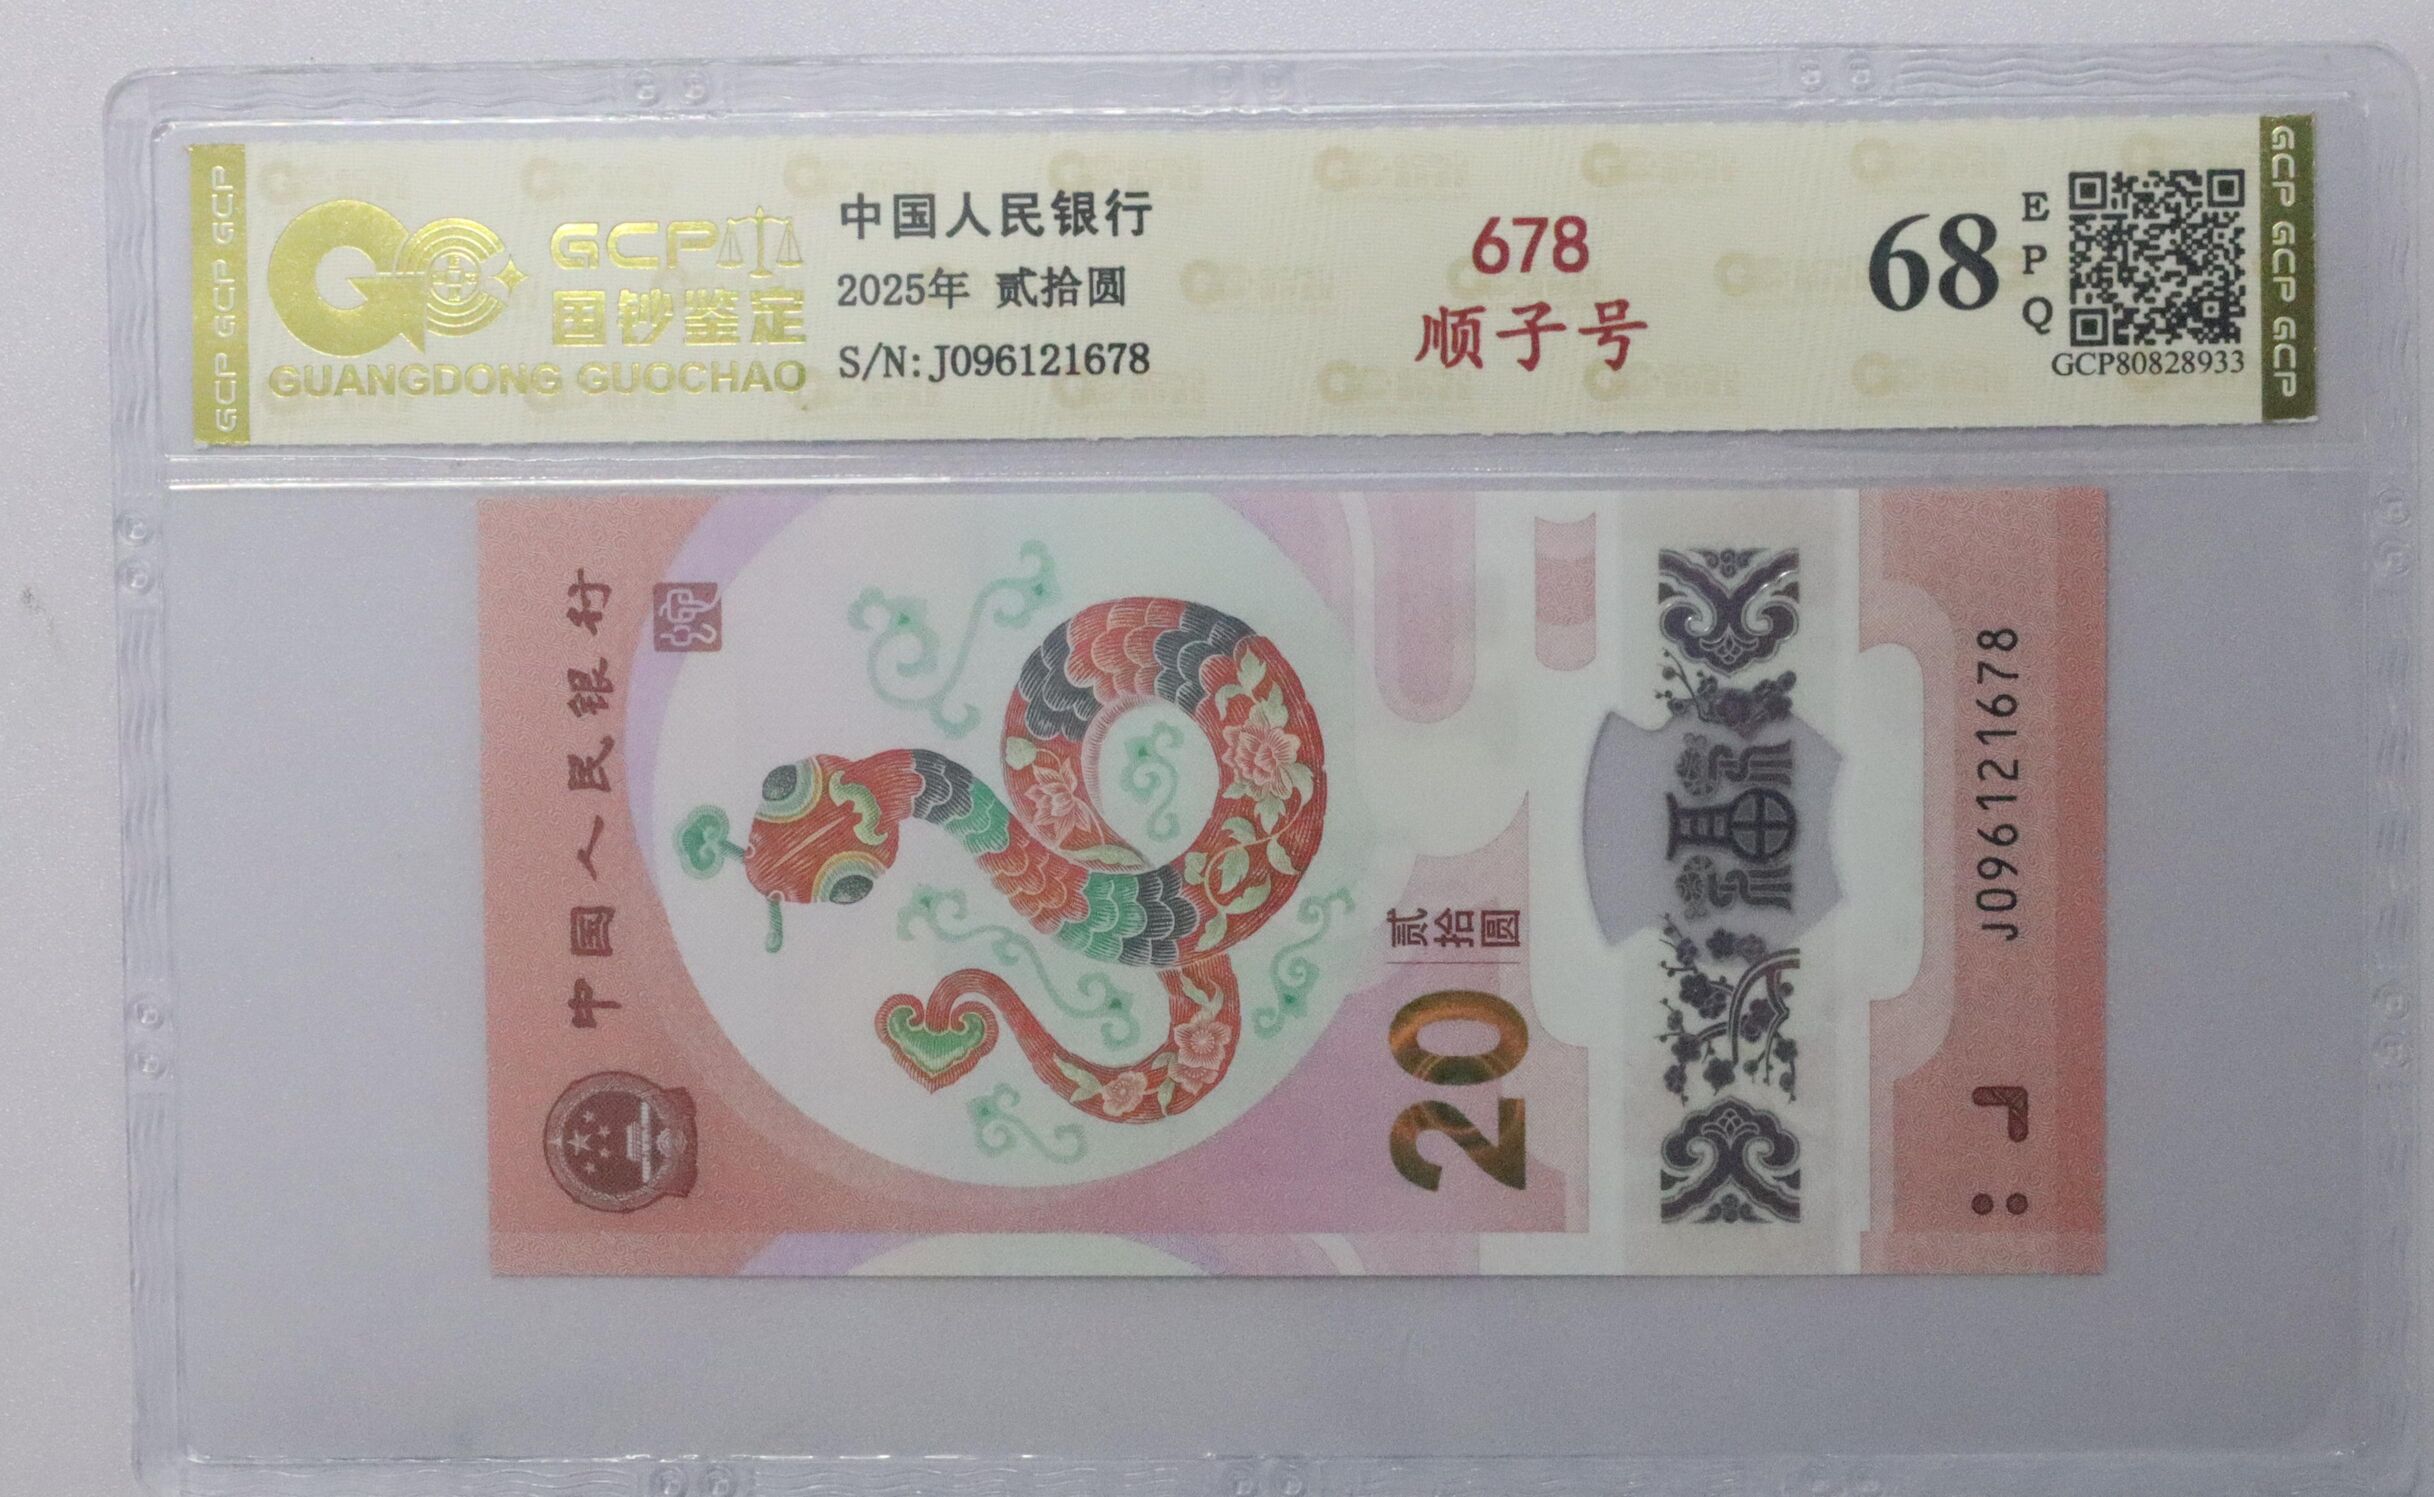 GCP GCP GCP
GCP
国钞鉴定
GUANGDONG GUOCHAO
中国人民银行
2025年 贰拾圆
S/N:J096121678
678
顺子号
68
E
P
Q
GCP80828933
GCP GCP GCP
中国人民银行
20
贰拾圆
J096121678